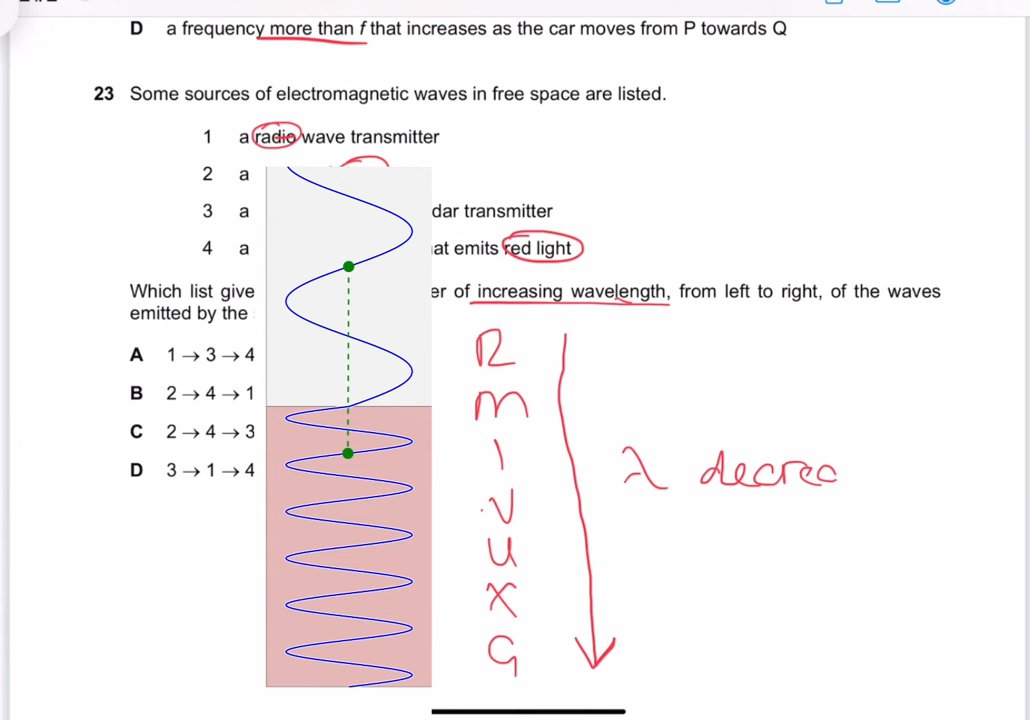 D a frequency more than f that increases as the car moves from P towards Q
23 Some sources of electromagnetic waves in free space are listed.
1 a radio wave transmitter
2 a
3 a dar transmitter
4 a at emits red light
Which list give er of increasing wavelength, from left to right, of the waves
emitted by the
A 1 → 3 → 4
B 2 → 4 → 1
C 2 → 4 → 3
D 3 → 1 → 4
R
M
I
V
U
X
G
λ decrea